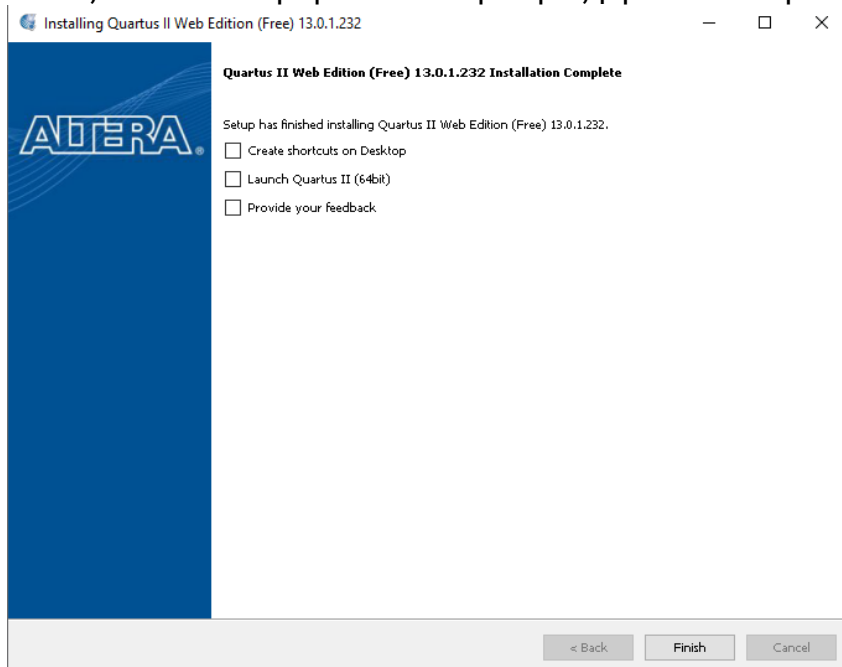 Installing Quartus II Web Edition (Free) 13.0.1.232
Quartus II Web Edition (Free) 13.0.1.232 Installation Complete
ALTERA®
Setup has finished installing Quartus II Web Edition (Free) 13.0.1.232.
Create shortcuts on Desktop
Launch Quartus II (64bit)
Provide your feedback
< Back
Finish
Cancel